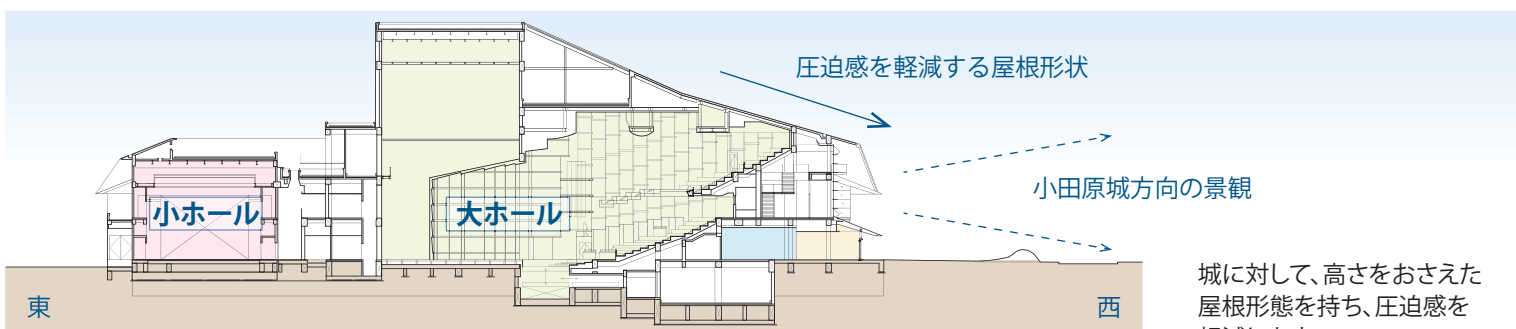 圧迫感を軽減する屋根形状
小田原城方向の景観
小ホール
大ホール
東
西
城に対して、高さをおさえた
屋根形態を持ち、圧迫感を